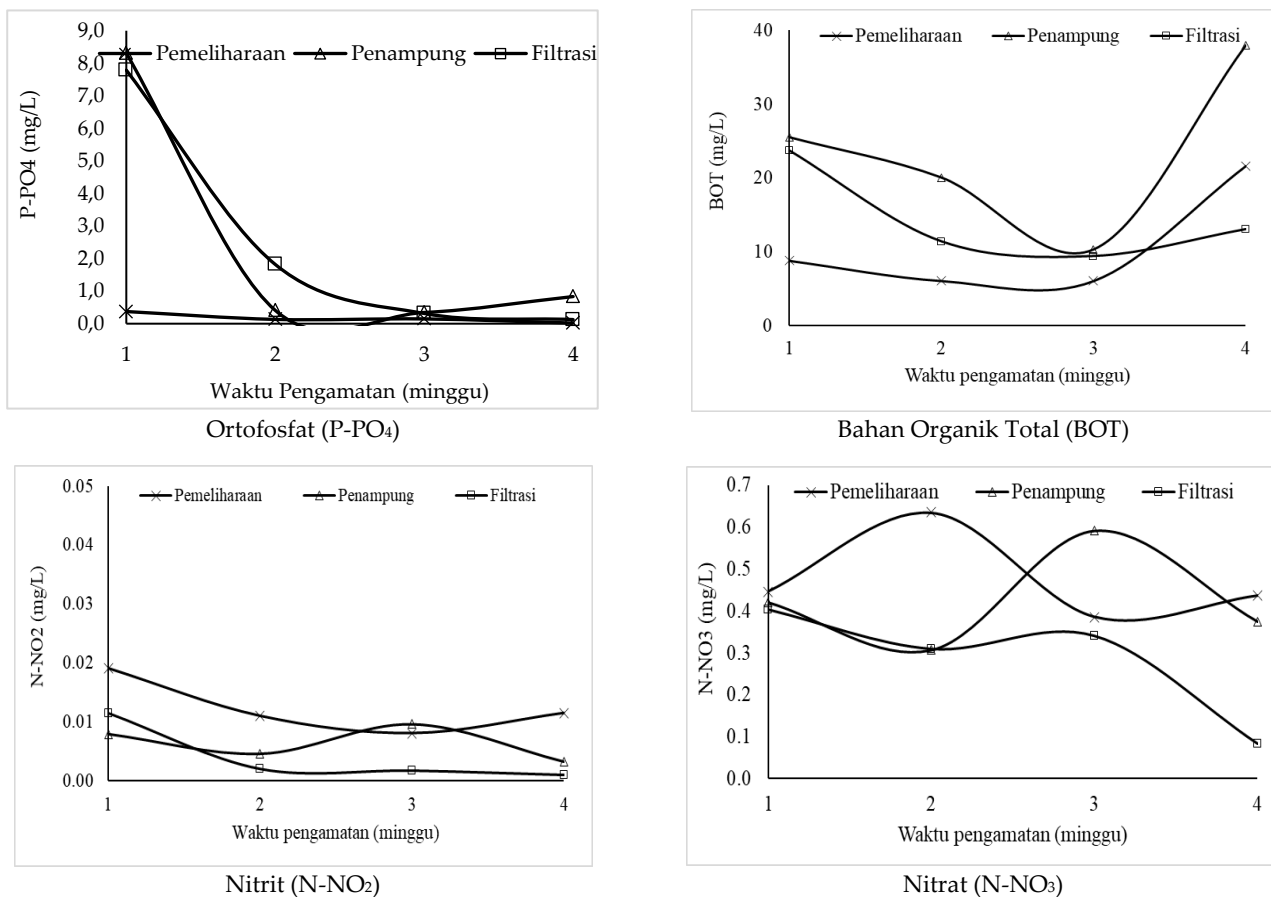 9,0
8,0
7,0
6,0
5,0
4,0
3,0
2,0
1,0
0,0
P-PO4 (mg/L)
Pemeliharaan Penampung Filtrasi
1 2 3 4
Waktu Pengamatan (minggu)
Ortofosfat (P-PO₄)
40
30
20
10
0
BOT (mg/L)
Pemeliharaan Penampung Filtrasi
1 2 3 4
Waktu pengamatan (minggu)
Bahan Organik Total (BOT)
0.05
0.04
0.03
0.02
0.01
0.00
N-NO2 (mg/L)
Pemeliharaan Penampung Filtrasi
1 2 3 4
Waktu pengamatan (minggu)
Nitrit (N-NO₂)
0.7
0.6
0.5
0.4
0.3
0.2
0.1
0.0
N-NO3 (mg/L)
Pemeliharaan Penampung Filtrasi
1 2 3 4
Waktu pengamatan (minggu)
Nitrat (N-NO₃)